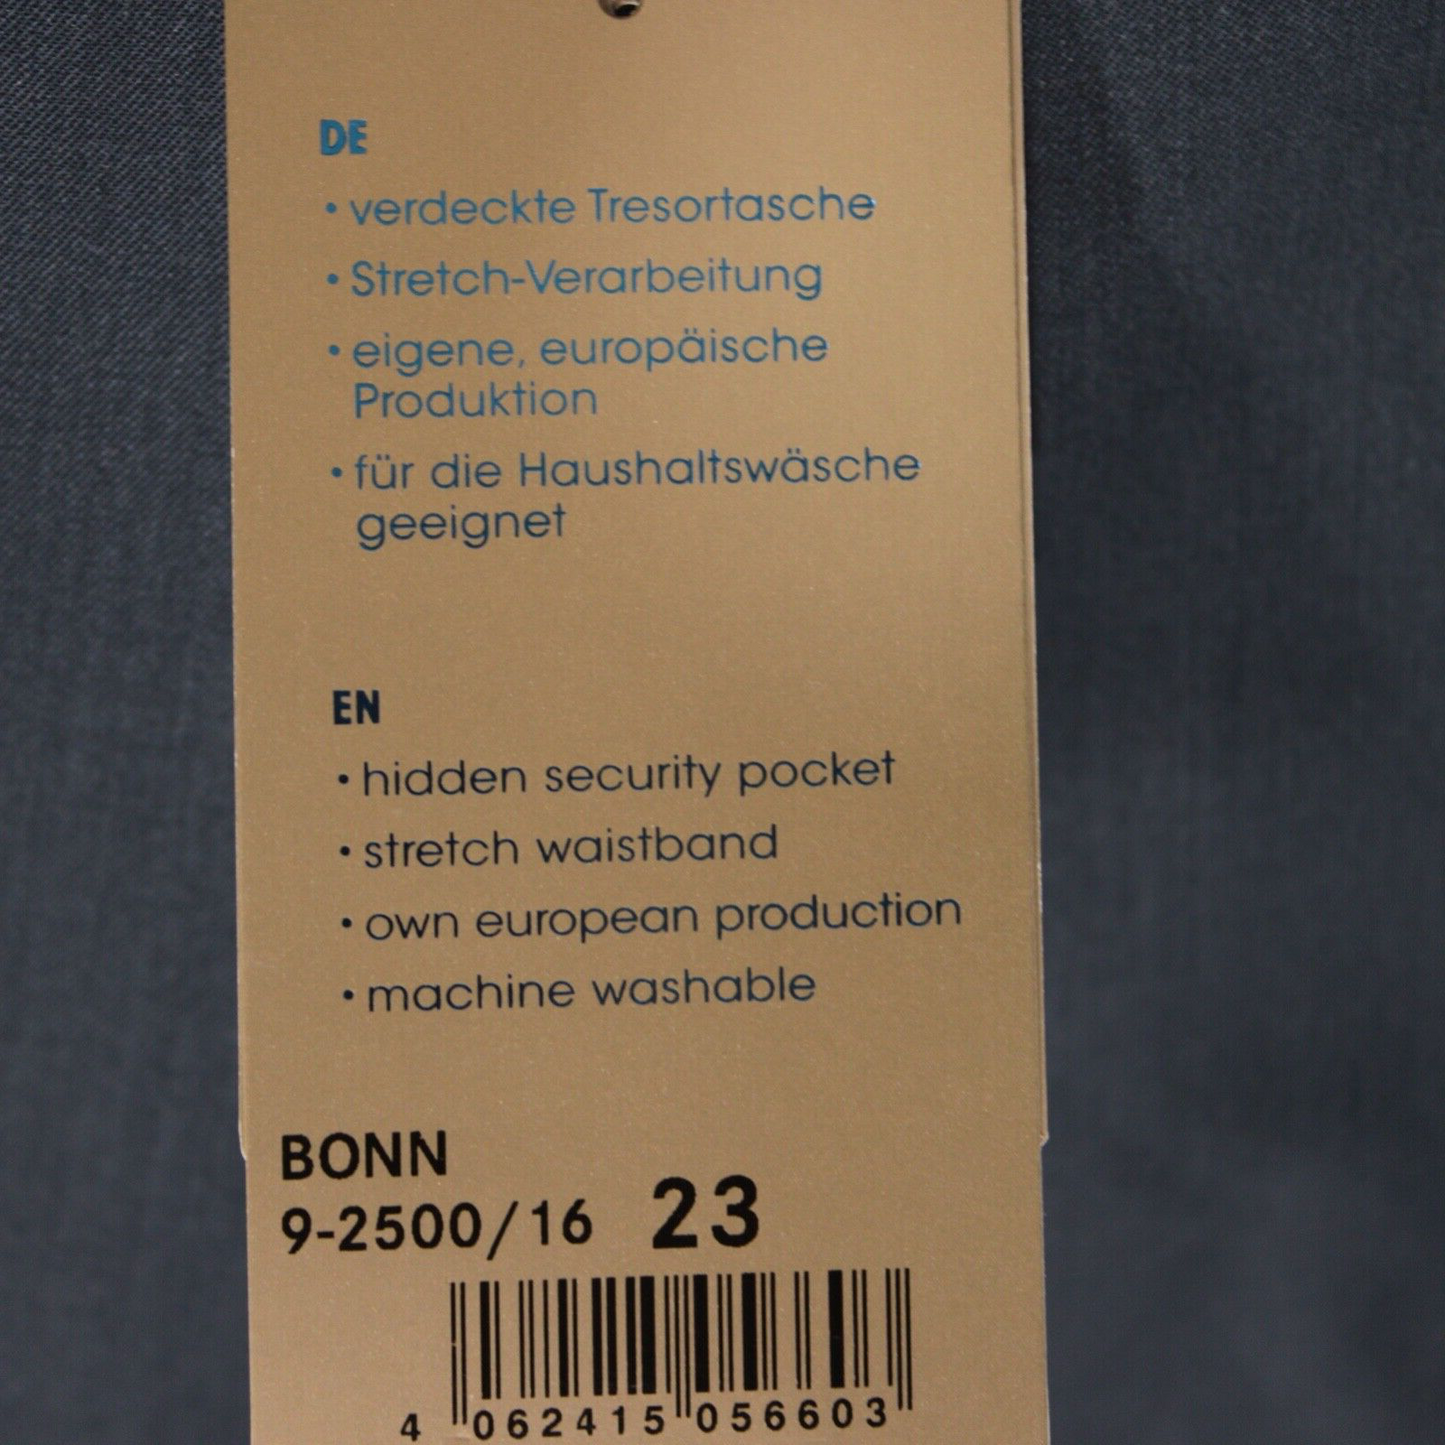 DE
• verdeckte Tresortasche
• Stretch-Verarbeitung
• eigene, europäische
Produktion
• für die Haushaltswäsche
geeignet
EN
• hidden security pocket
• stretch waistband
• own european production
• machine washable
BONN
9-2500/16 23
4 062415 056603